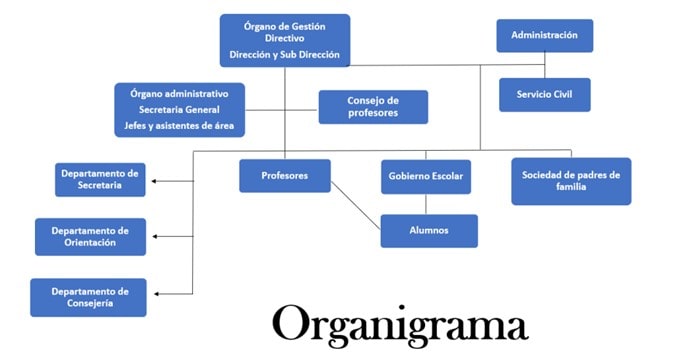 Órgano de Gestión
Directivo
Dirección y Sub Dirección
Administración
Órgano administrativo
Secretaria General
Jefes y asistentes de área
Consejo de
profesores
Servicio Civil
Departamento de
Secretaria
Profesores
Gobierno Escolar
Sociedad de padres de
familia
Departamento de
Orientación
Alumnos
Departamento de
Consejería
Organigrama